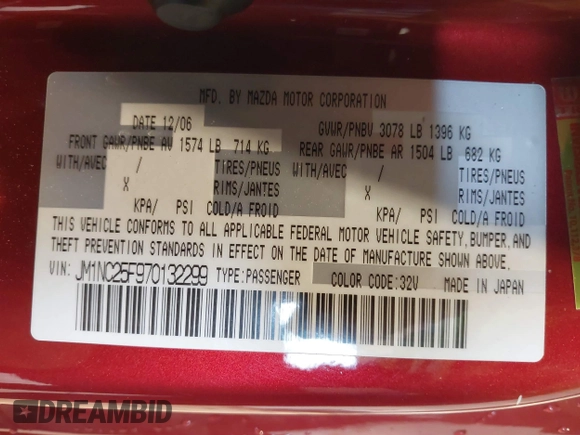 MFD. BY MAZDA MOTOR CORPORATION
DATE 12/06 GVWR/PNBV 3078 LB 1396 KG
FRONT GAWR/PNBE AV 1574 LB 714 KG REAR GAWR/PNBE AR 1504 LB 682 KG
WITH/AVEC / TIRES/PNEUS WITH/AVEC / TIRES/PNEUS
X RIMS/JANTES X RIMS/JANTES
KPA/ PSI COLD/A FROID KPA/ PSI COLD/A FROID
THIS VEHICLE CONFORMS TO ALL APPLICABLE FEDERAL MOTOR VEHICLE SAFETY, BUMPER, AND
THEFT PREVENTION STANDARDS IN EFFECT ON THE DATE OF MANUFACTURE SHOWN ABOVE.
VIN: JM1NC25F970132299 TYPE:PASSENGER COLOR CODE:32V MADE IN JAPAN
DREAMBID